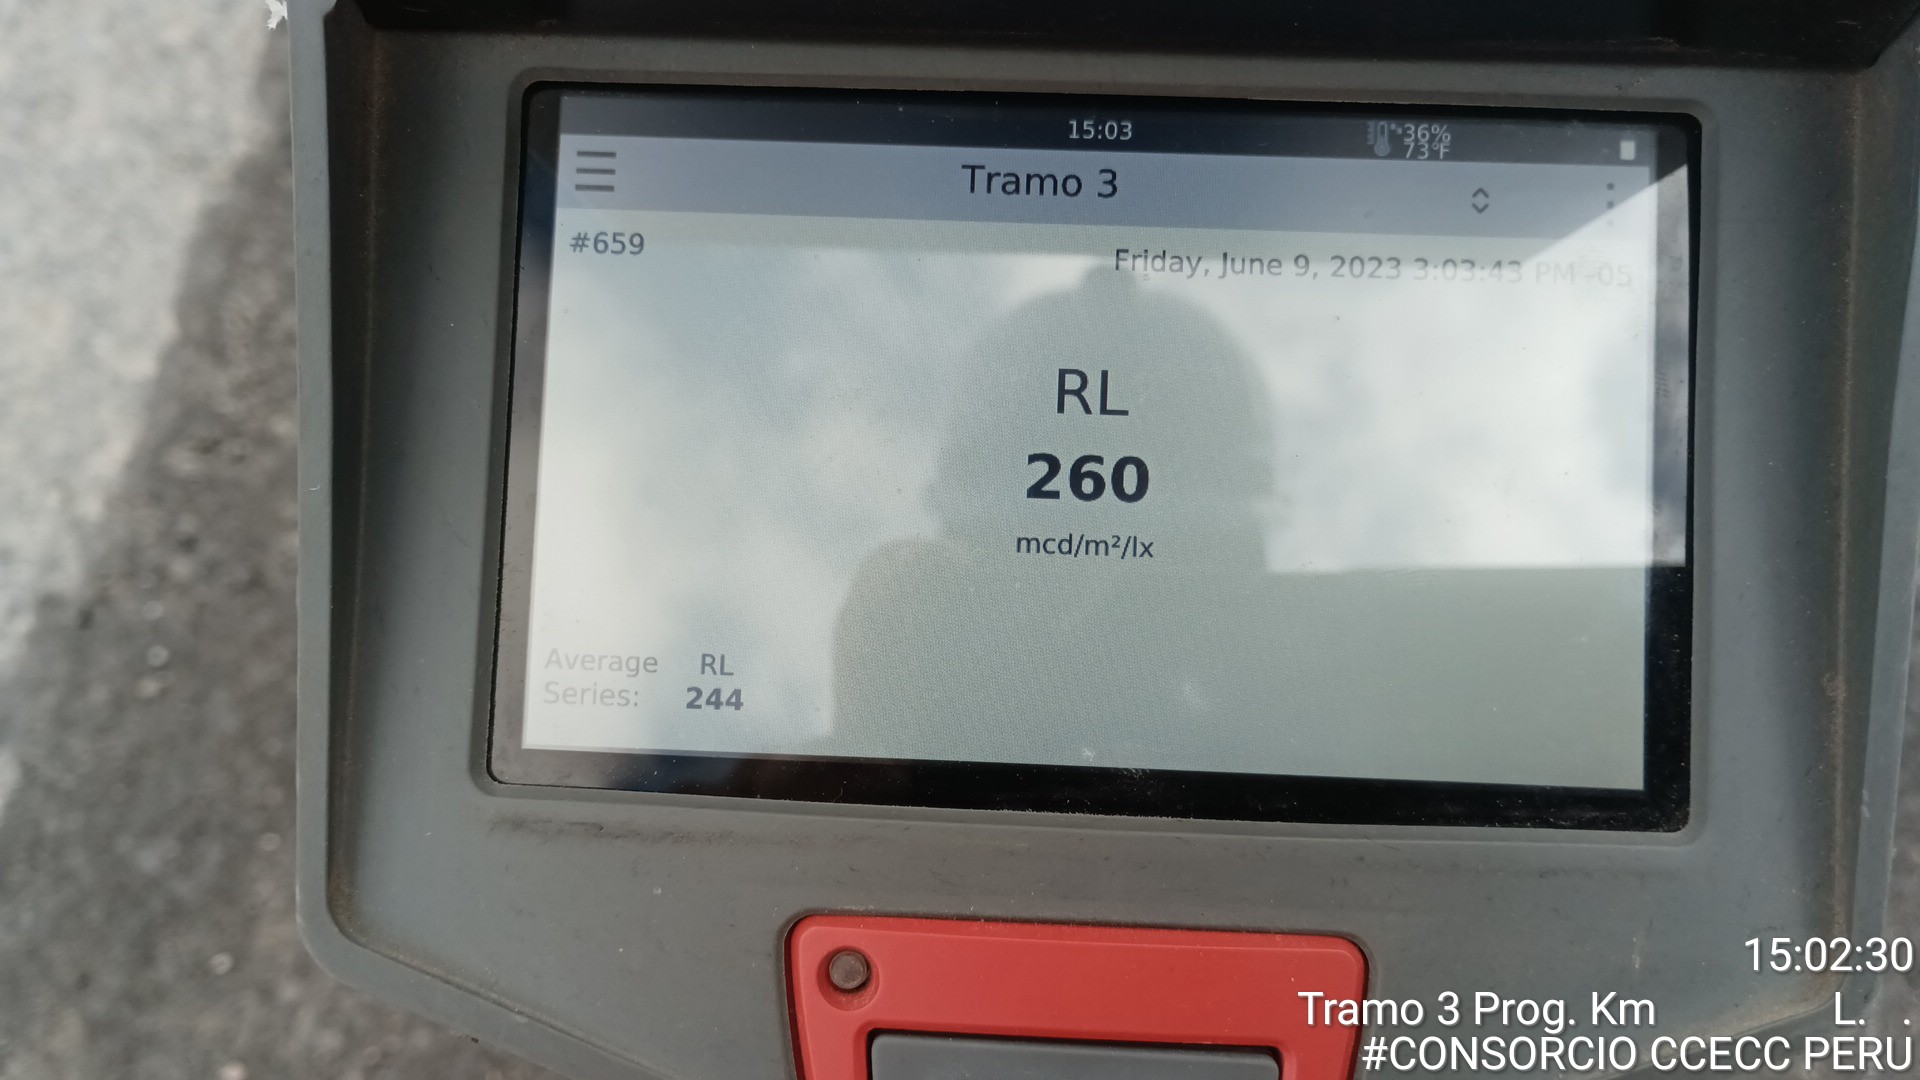 15:03
36%
73°F
Tramo 3
#659
Friday, June 9, 2023 3:03:43 PM -05
RL
260
mcd/m²/lx
Average RL
Series: 244
15:02:30
Tramo 3 Prog. Km L. .
#CONSORCIO CCECC PERU